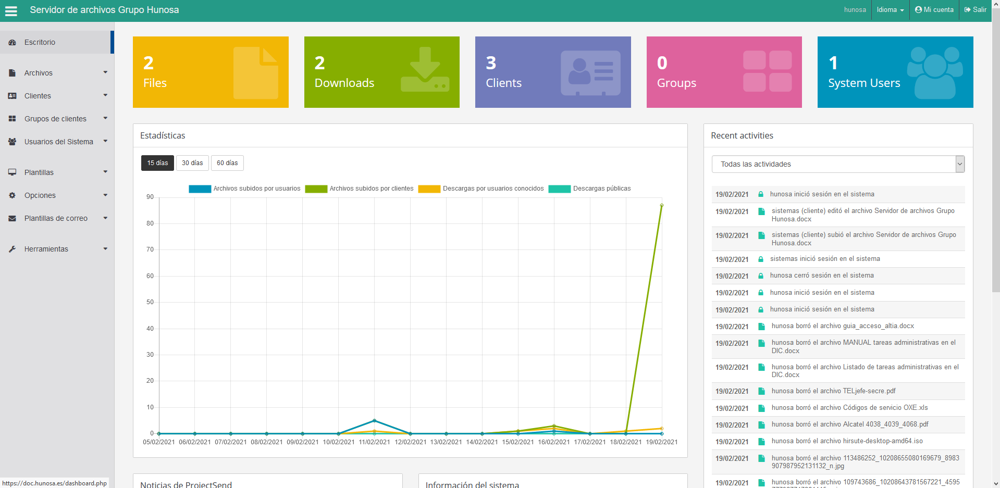 Servidor de archivos Grupo Hunosa
hunosa
Idioma
Mi cuenta
Salir
Escritorio
Archivos
Clientes
Grupos de clientes
Usuarios del Sistema
Plantillas
Opciones
Plantillas de correo
Herramientas
2
Files
2
Downloads
3
Clients
0
Groups
1
System Users
Estadísticas
15 días
30 días
60 días
Archivos subidos por usuarios
Archivos subidos por clientes
Descargas por usuarios conocidos
Descargas públicas
90
80
70
60
50
40
30
20
10
0
05/02/2021
06/02/2021
07/02/2021
08/02/2021
09/02/2021
10/02/2021
11/02/2021
12/02/2021
13/02/2021
14/02/2021
15/02/2021
16/02/2021
17/02/2021
18/02/2021
19/02/2021
Recent activities
Todas las actividades
19/02/2021 hunosa inició sesión en el sistema
19/02/2021 sistemas (cliente) editó el archivo Servidor de archivos Grupo
Hunosa.docx
19/02/2021 sistemas (cliente) subió el archivo Servidor de archivos Grupo
Hunosa.docx
19/02/2021 sistemas inició sesión en el sistema
19/02/2021 hunosa cerró sesión en el sistema
19/02/2021 hunosa inició sesión en el sistema
19/02/2021 hunosa inició sesión en el sistema
19/02/2021 hunosa borró el archivo guia_acceso_altia.docx
19/02/2021 hunosa borró el archivo MANUAL tareas administrativas en el
DIC.docx
19/02/2021 hunosa borró el archivo Listado de tareas administrativas en el
DIC.docx
19/02/2021 hunosa borró el archivo TELjefe-secre.pdf
19/02/2021 hunosa borró el archivo Códigos de servicio OXE.xls
19/02/2021 hunosa borró el archivo Alcatel 4038_4039_4068.pdf
19/02/2021 hunosa borró el archivo hirsute-desktop-amd64.iso
19/02/2021 hunosa borró el archivo 113486252_10208655080169679_8983
907987952131132_n.jpg
19/02/2021 hunosa borró el archivo 109743686_10208643781567221_4595
Noticias de ProjectSend
Información del sistema
https://doc.hunosa.es/dashboard.php